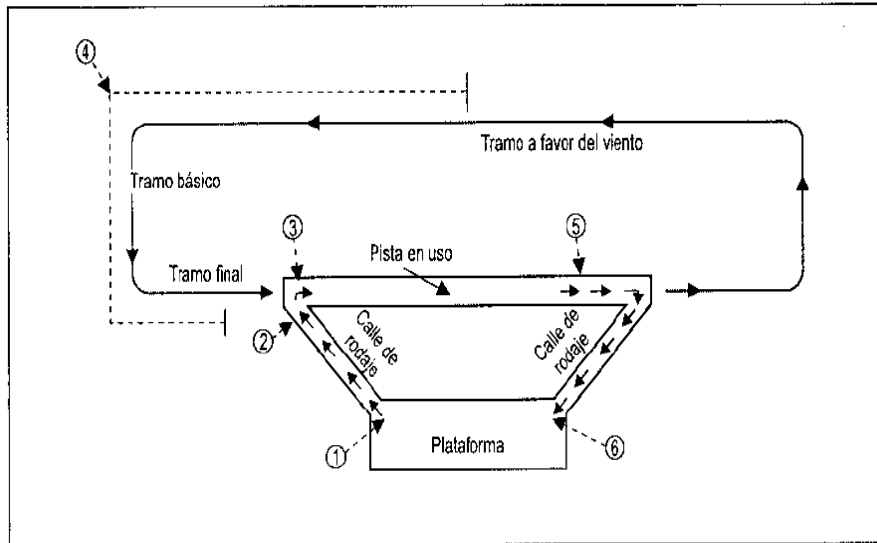 ④
Tramo a favor del viento
Tramo básico
③
⑤
Pista en uso
Tramo final
②
Calle de
rodaje
Calle de
rodaje
①
Plataforma
⑥